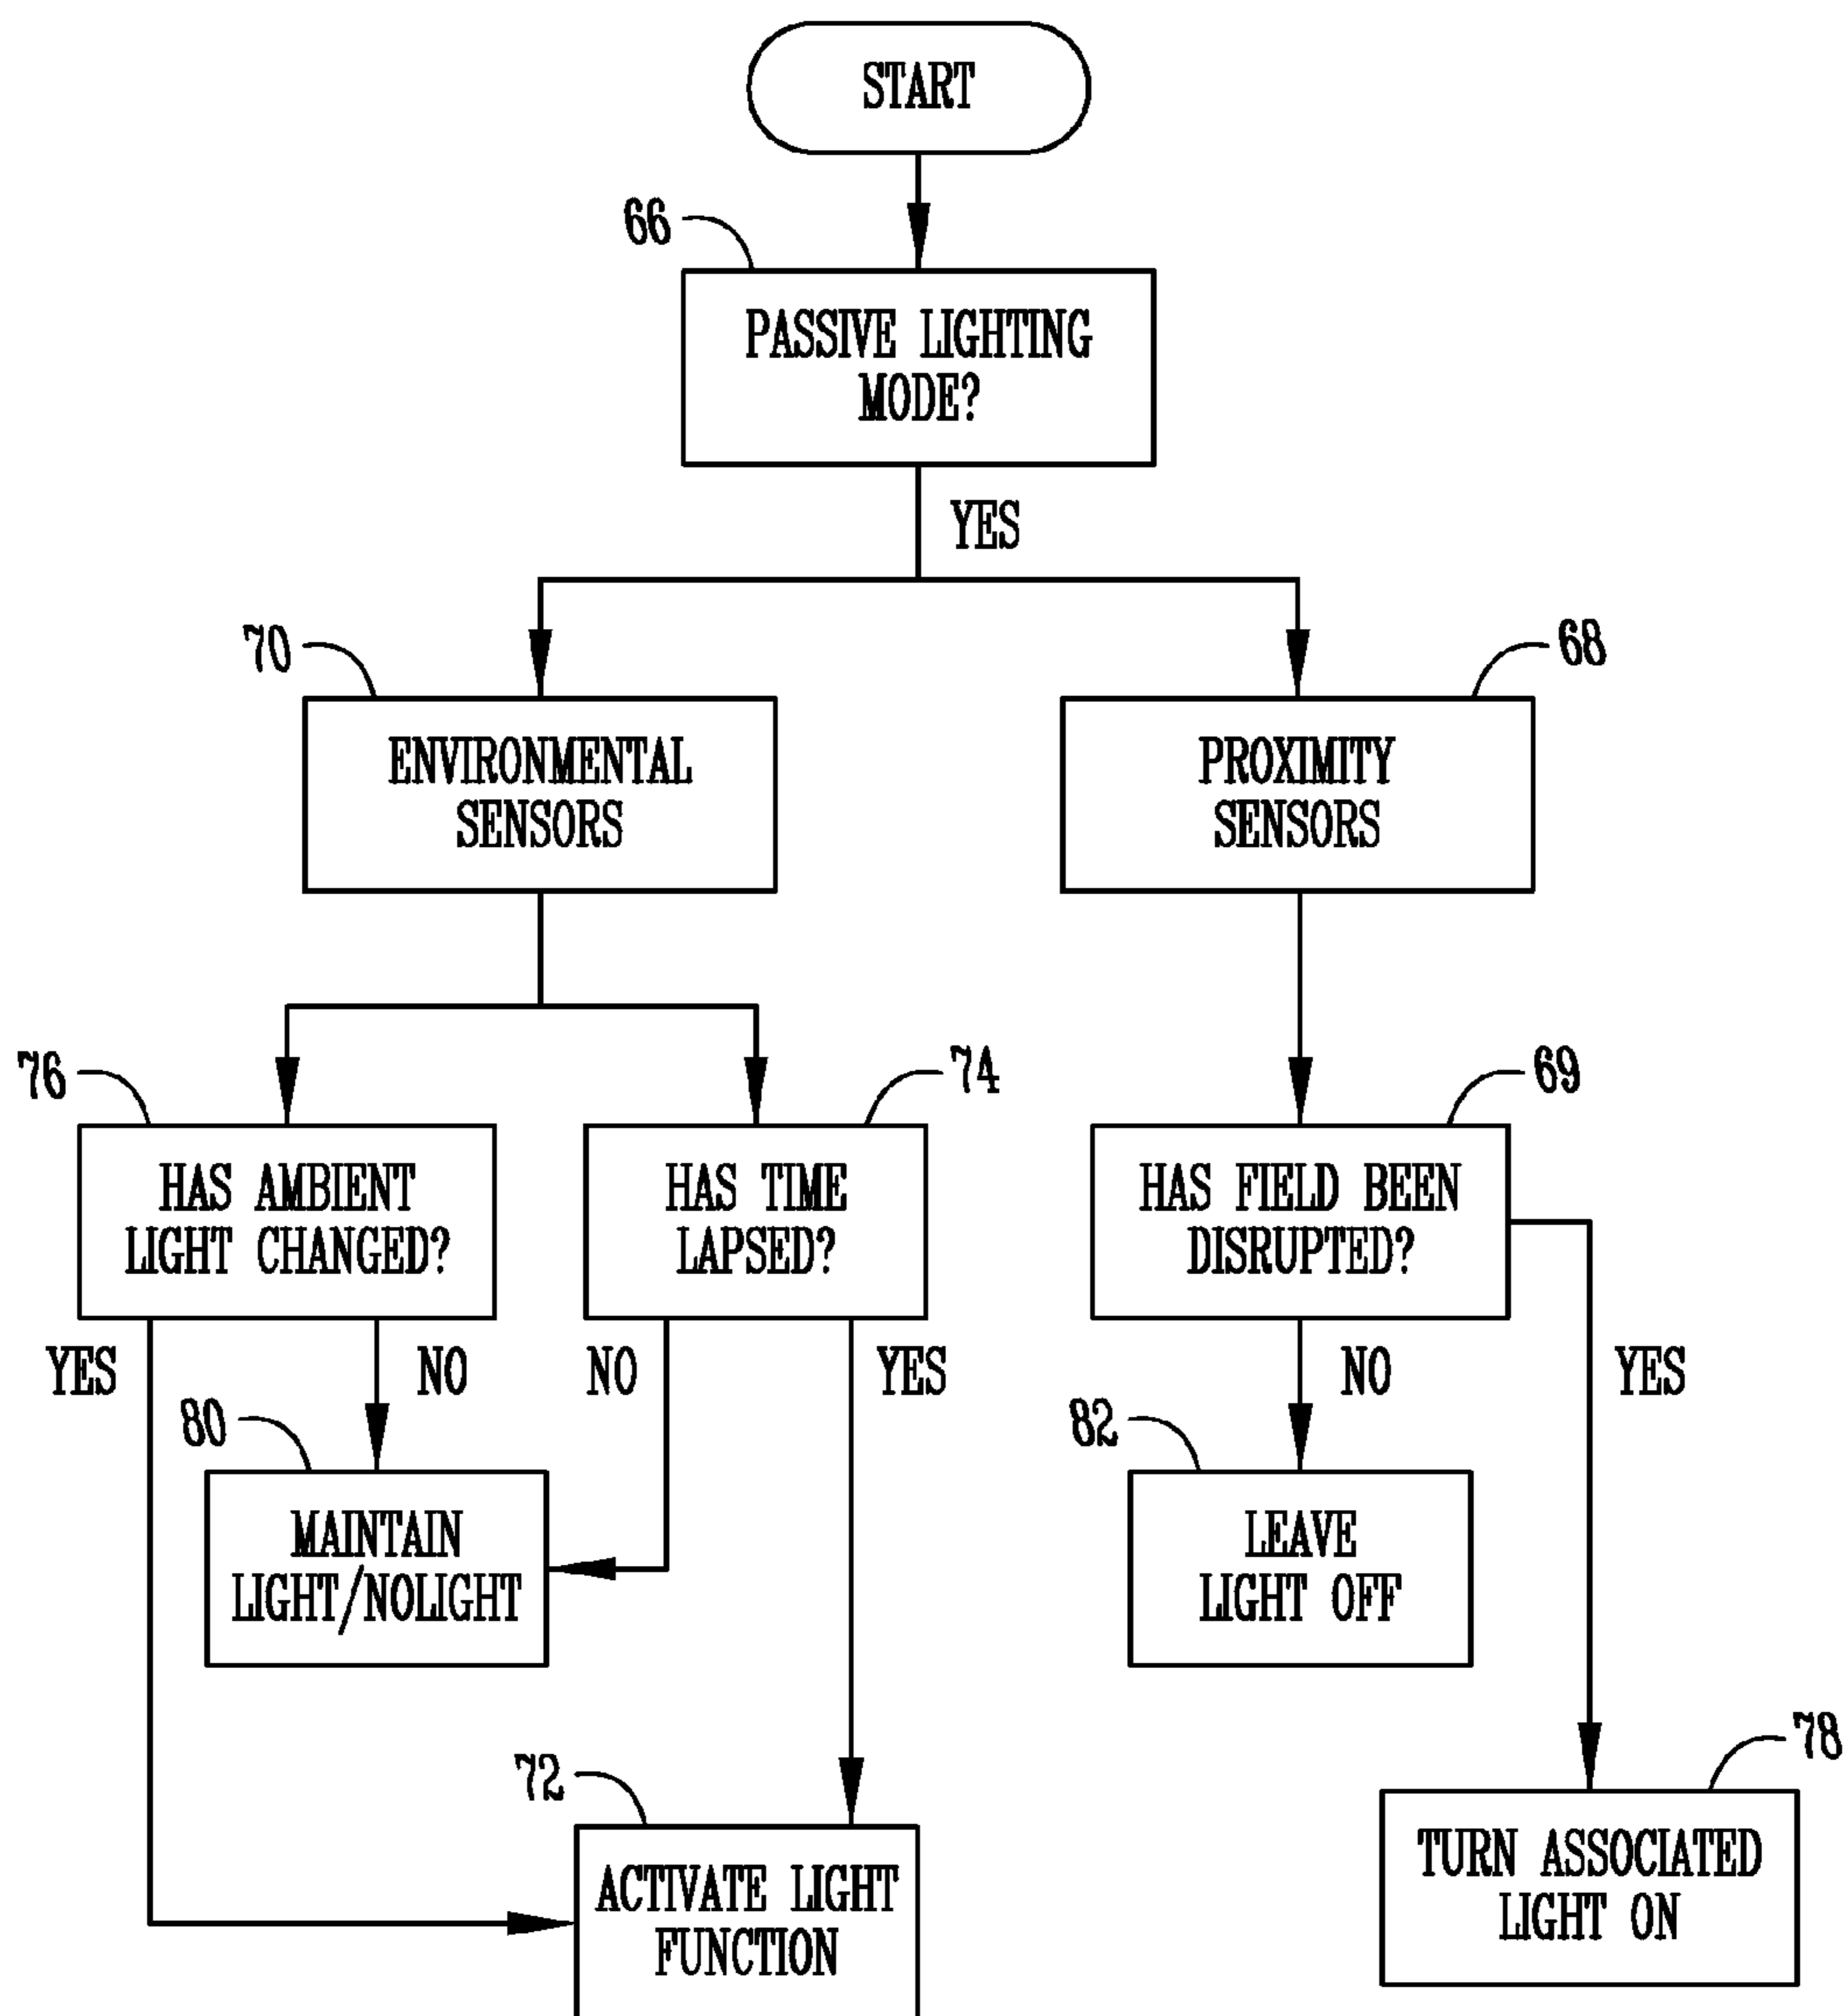 START
66
PASSIVE LIGHTING
MODE?
YES
70
68
ENVIRONMENTAL
SENSORS
PROXIMITY
SENSORS
76
74
69
HAS AMBIENT
LIGHT CHANGED?
HAS TIME
LAPSED?
HAS FIELD BEEN
DISRUPTED?
YES
NO
NO
YES
NO
YES
80
82
MAINTAIN
LIGHT/NOLIGHT
LEAVE
LIGHT OFF
72
78
ACTIVATE LIGHT
FUNCTION
TURN ASSOCIATED
LIGHT ON